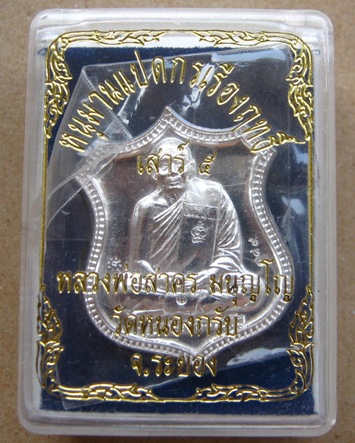 หนุมานแปดกรเรืองฤทธิ์
เสาร์ ๕
หลวงพ่อสาคร มนุญฺโญ
วัดหนองกรับ
จ.ระยอง